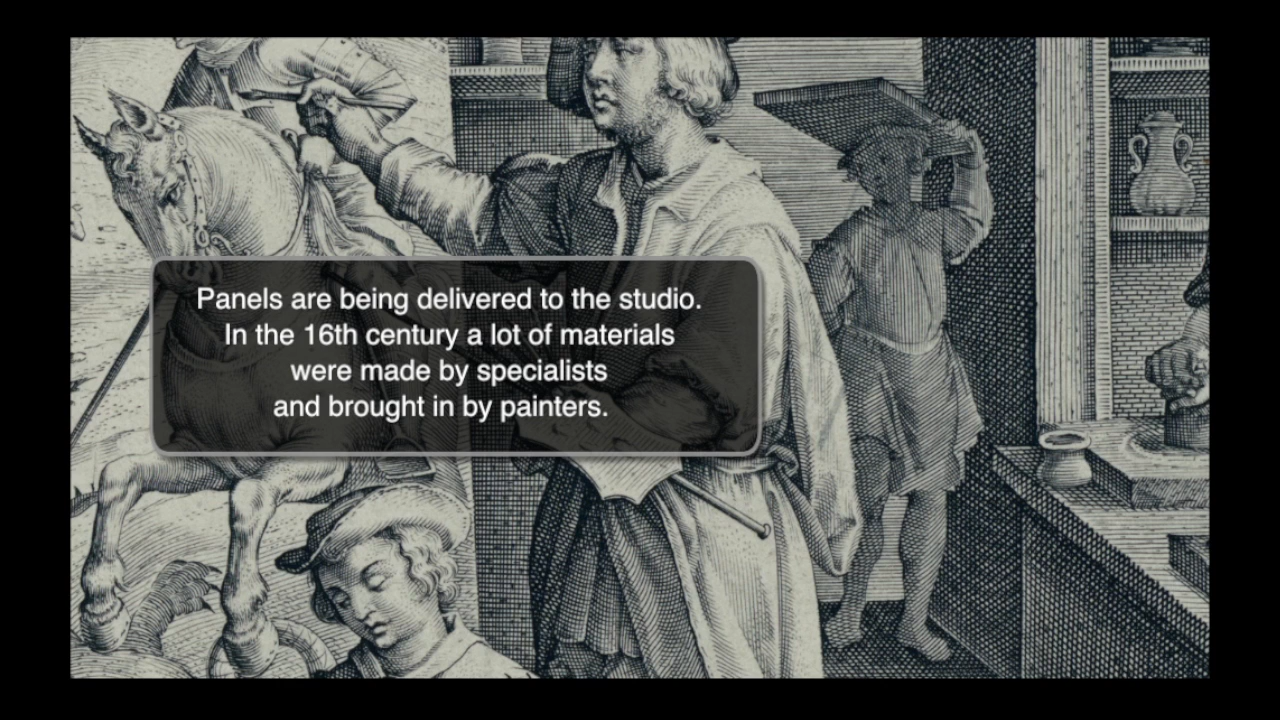 Panels are being delivered to the studio.
In the 16th century a lot of materials
were made by specialists
and brought in by painters.